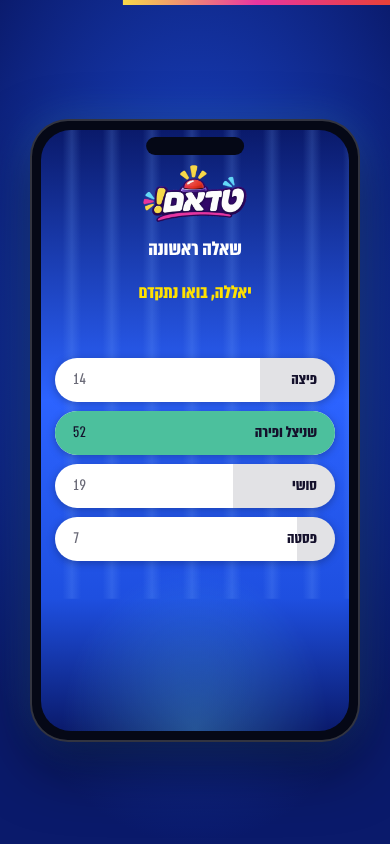 טדאם!
שאלה ראשונה
יאללה, בואו נתקדם
פיצה 14
שניצל ופירה 52
סושי 19
פסטה 7